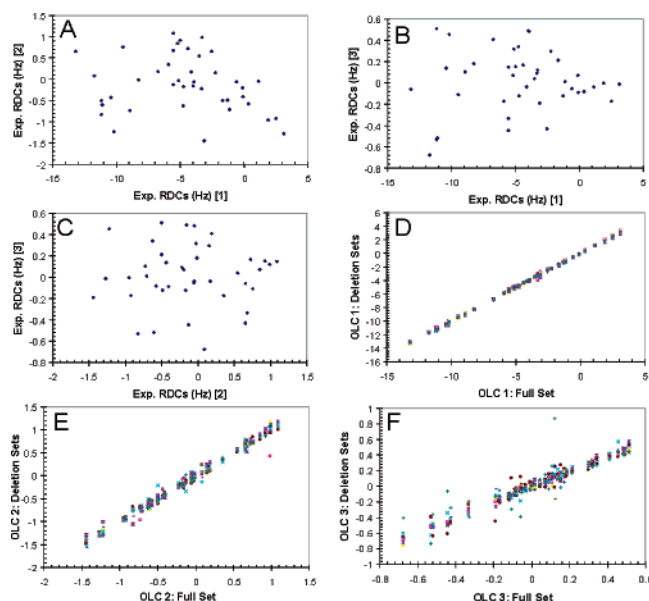 A
Exp. RDCs (Hz) [2]
1.5
1
0.5
0
-0.5
-1
-1.5
-2
-15 -10 -5 0 5
Exp. RDCs (Hz) [1]
B
Exp. RDCs (Hz) [3]
0.6
0.4
0.2
0
-0.2
-0.4
-0.6
-0.8
-15 -10 -5 0 5
Exp. RDCs (Hz) [1]
C
Exp. RDCs (Hz) [3]
0.6
0.4
0.2
0
-0.2
-0.4
-0.6
-0.8
-2 -1.5 -1 -0.5 0 0.5 1 1.5
Exp. RDCs (Hz) [2]
D
OLC 1: Deletion Sets
6
4
2
0
-2
-4
-6
-8
-10
-12
-14
-16
-15 -10 -5 0 5
OLC 1: Full Set
E
OLC 2: Deletion Sets
1.5
1
0.5
0
-0.5
-1
-1.5
-2
-2 -1.5 -1 -0.5 0 0.5 1 1.5
OLC 2: Full Set
F
OLC 3: Deletion Sets
1
0.8
0.6
0.4
0.2
0
-0.2
-0.4
-0.6
-0.8
-1
-0.8 -0.6 -0.4 -0.2 0 0.2 0.4 0.6
OLC 3: Full Set